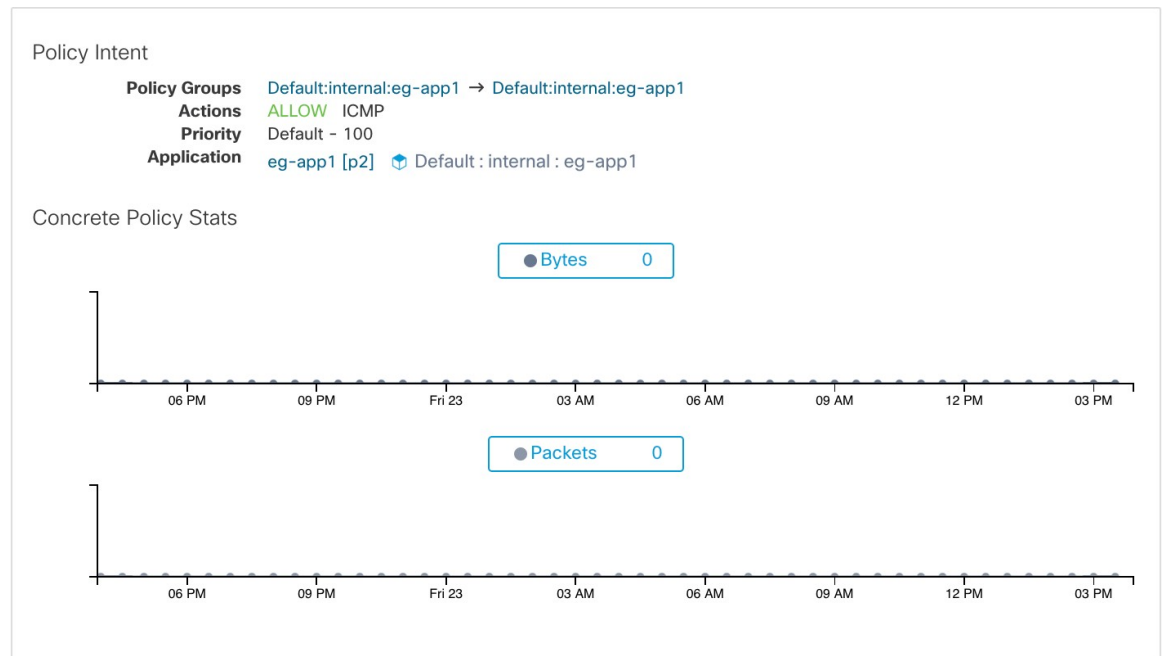 Policy Intent
Policy Groups Default:internal:eg-app1 → Default:internal:eg-app1
Actions ALLOW ICMP
Priority Default - 100
Application eg-app1 [p2] Default : internal : eg-app1
Concrete Policy Stats
Bytes 0
06 PM 09 PM Fri 23 03 AM 06 AM 09 AM 12 PM 03 PM
Packets 0
06 PM 09 PM Fri 23 03 AM 06 AM 09 AM 12 PM 03 PM